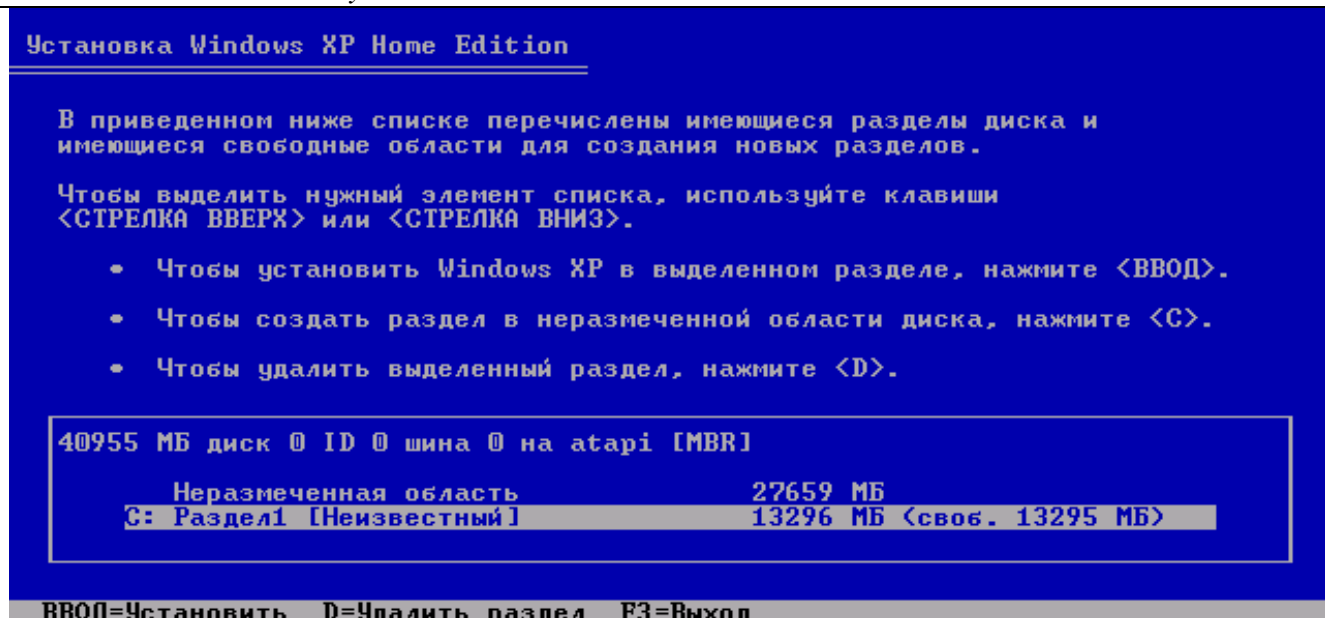 Установка Windows XP Home Edition
В приведенном ниже списке перечислены имеющиеся разделы диска и
имеющиеся свободные области для создания новых разделов.
Чтобы выделить нужный элемент списка, используйте клавиши
<СТРЕЛКА ВВЕРХ> или <СТРЕЛКА ВНИЗ>.
• Чтобы установить Windows XP в выделенном разделе, нажмите <ВВОД>.
• Чтобы создать раздел в неразмеченной области диска, нажмите <C>.
• Чтобы удалить выделенный раздел, нажмите <D>.
40955 МБ диск 0 ID 0 шина 0 на atapi [MBR]
Неразмеченная область 27659 МБ
C: Раздел1 [Неизвестный] 13296 МБ (своб. 13295 МБ)
ВВОД=Установить D=Удалить раздел F3=Выход